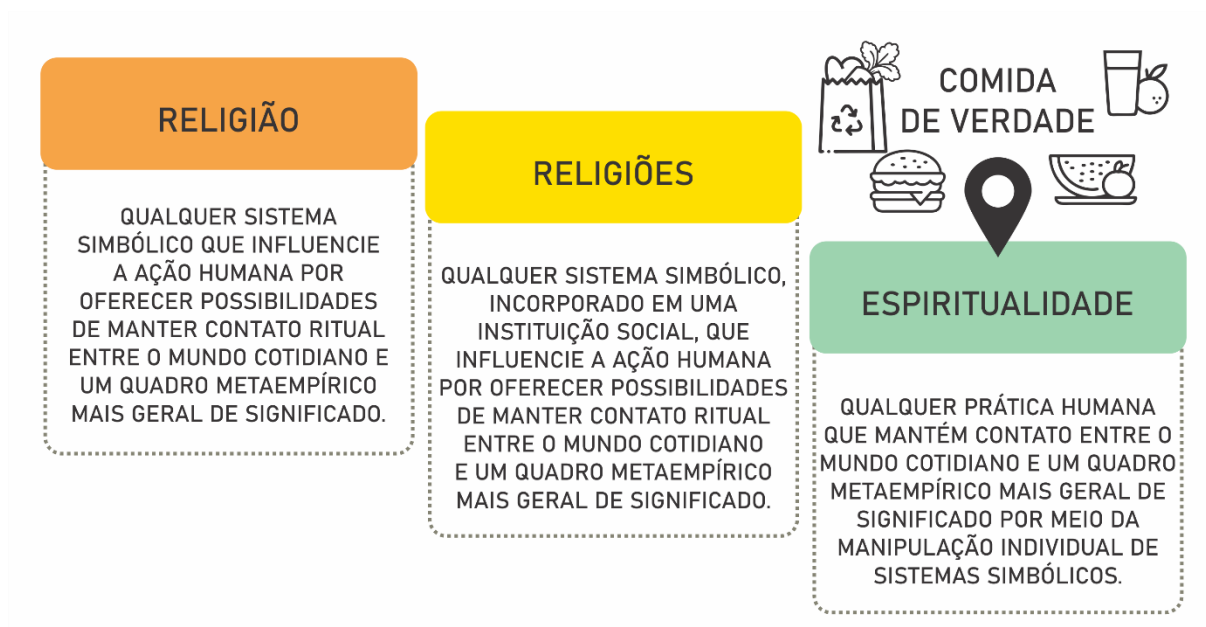 RELIGIÃO
QUALQUER SISTEMA
SIMBÓLICO QUE INFLUENCIE
A AÇÃO HUMANA POR
OFERECER POSSIBILIDADES
DE MANTER CONTATO RITUAL
ENTRE O MUNDO COTIDIANO E
UM QUADRO METAEMPÍRICO
MAIS GERAL DE SIGNIFICADO.
RELIGIÕES
QUALQUER SISTEMA SIMBÓLICO,
INCORPORADO EM UMA
INSTITUIÇÃO SOCIAL, QUE
INFLUENCIE A AÇÃO HUMANA
POR OFERECER POSSIBILIDADES
DE MANTER CONTATO RITUAL
ENTRE O MUNDO COTIDIANO
E UM QUADRO METAEMPÍRICO
MAIS GERAL DE SIGNIFICADO.
COMIDA
DE VERDADE
ESPIRITUALIDADE
QUALQUER PRÁTICA HUMANA
QUE MANTÉM CONTATO ENTRE O
MUNDO COTIDIANO E UM QUADRO
METAEMPÍRICO MAIS GERAL DE
SIGNIFICADO POR MEIO DA
MANIPULAÇÃO INDIVIDUAL DE
SISTEMAS SIMBÓLICOS.